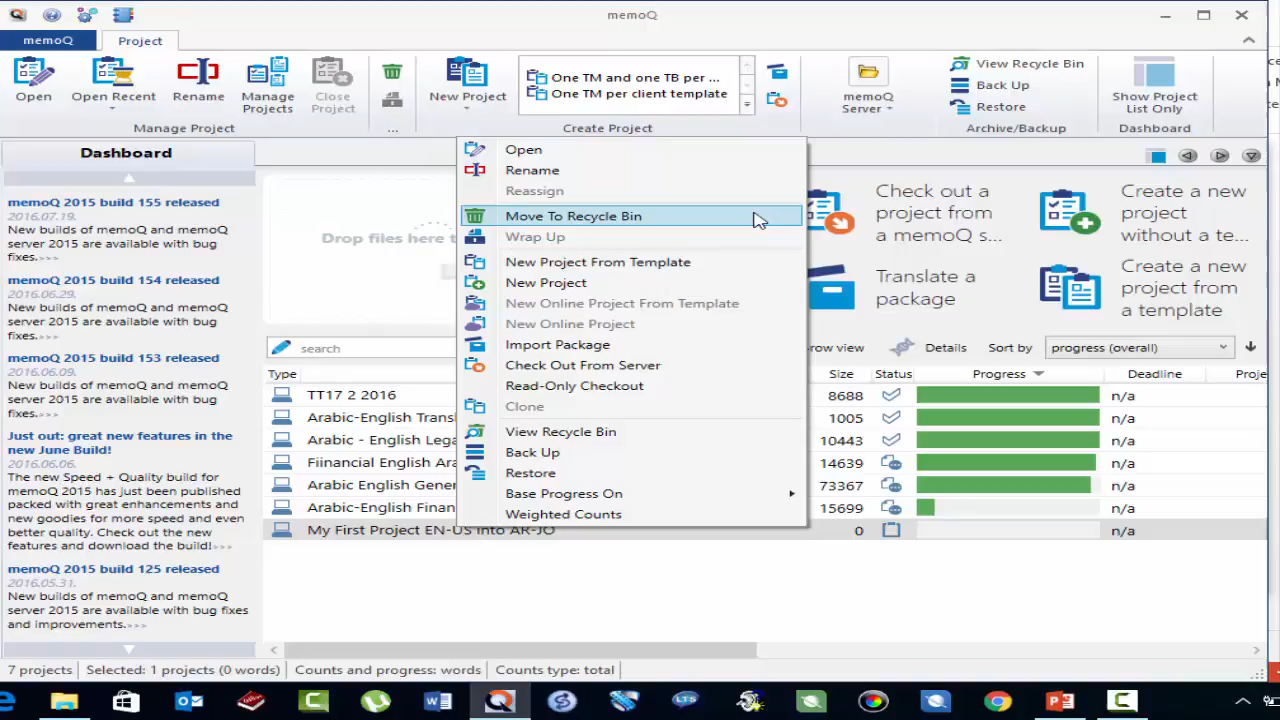 memoQ
memoQ
Project
Open
Open Recent
Rename
Manage
Projects
Close
Project
New Project
One TM and one TB per ...
One TM per client template
memoQ
Server
View Recycle Bin
Back Up
Restore
Show Project
List Only
Manage Project
...
Create Project
Archive/Backup
Dashboard
Dashboard
memoQ 2015 build 155 released
2016.07.19.
New builds of memoQ and memoQ
server 2015 are available with bug
fixes.>>>
memoQ 2015 build 154 released
2016.06.29.
New builds of memoQ and memoQ
server 2015 are available with bug
fixes.>>>
memoQ 2015 build 153 released
2016.06.09.
New builds of memoQ and memoQ
server 2015 are available with bug
fixes.>>>
Just out: great new features in the
new June Build!
2016.06.06.
The new Speed + Quality build for
memoQ 2015 has just been published
packed with great enhancements and
new goodies for more speed and even
better quality. Check out the new
features and download the build!>>>
memoQ 2015 build 125 released
2016.05.31.
New builds of memoQ and memoQ
server 2015 are available with bug fixes
and improvements.>>>
Drop files here t
Open
Rename
Reassign
Move To Recycle Bin
Wrap Up
New Project From Template
New Project
New Online Project From Template
New Online Project
Import Package
Check Out From Server
Read-Only Checkout
Clone
View Recycle Bin
Back Up
Restore
Base Progress On
Weighted Counts
Check out a
project from
a memoQ s...
Create a new
project
without a te...
Translate a
package
Create a new
project from
a template
search
row view
Details
Sort by
progress (overall)
Type
Size
Status
Progress
Deadline
Proje
TT17 2 2016
8688
n/a
Arabic-English Transl
1005
n/a
Arabic - English Lega
10443
n/a
Fiinancial English Ara
14639
n/a
Arabic English Gener
73367
n/a
Arabic-English Finan
15699
n/a
My First Project EN-US into AR-JO
0
n/a
7 projects
Selected: 1 projects (0 words)
Counts and progress: words
Counts type: total
LTS